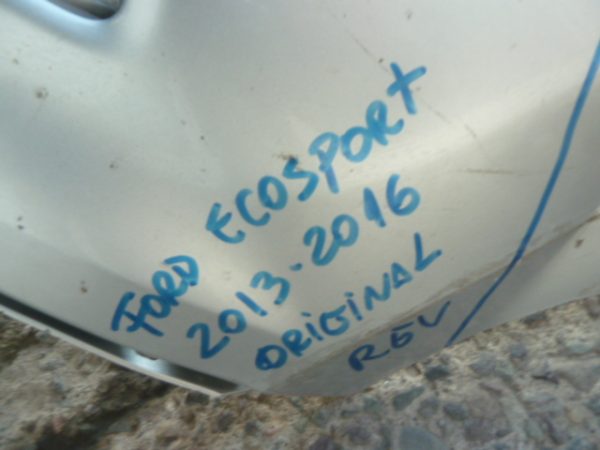 FORD ECOSPORT
2013-2016
ORIGINAL
REV